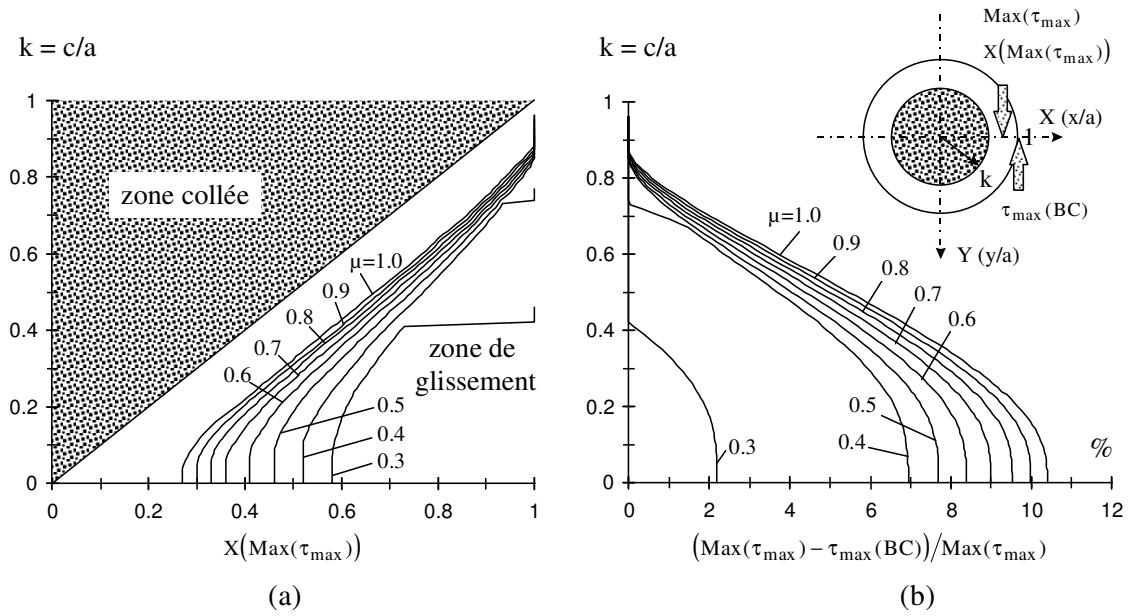 k = c/a
1
0.8
0.6
0.4
0.2
0
0
0.2
0.4
0.6
0.8
1
zone collée
µ=1.0
0.9
0.8
0.7
0.6
0.5
0.4
0.3
zone de
glissement
X(Max(τmax))
(a)
k = c/a
1
0.8
0.6
0.4
0.2
0
0
2
4
6
8
10
12
µ=1.0
0.9
0.8
0.7
0.6
0.5
0.4
0.3
%
Max(τmax)
X(Max(τmax))
X (x/a)
1
k
τmax(BC)
Y (y/a)
(Max(τmax) − τmax(BC))/Max(τmax)
(b)